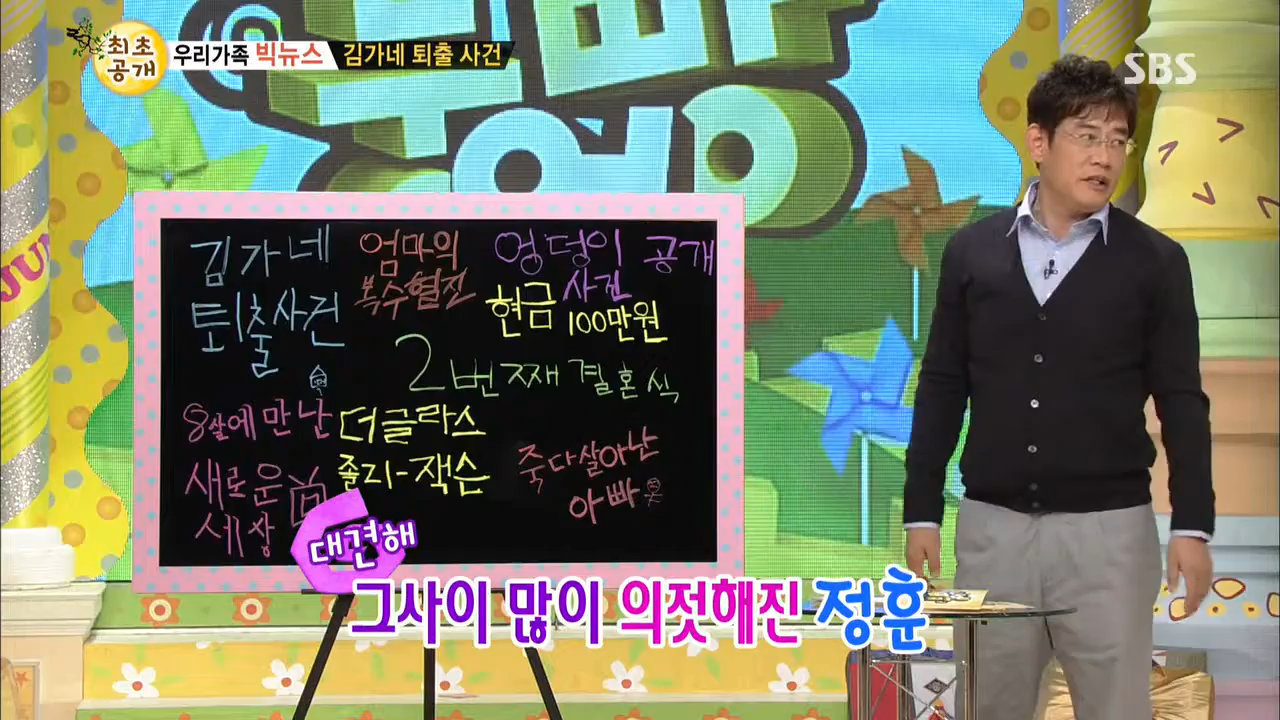 최초
공개
우리가족 빅뉴스
김가네 퇴출 사건
SBS
김가네
퇴출사건
엄마의
복수혈전
엉덩이 공개
사건
현금
100만원
2번째 결혼식
8살에 만난
새로운
세상
더글라스
졸리-잭슨
죽다살아난
아빠
대견해
그사이 많이 의젓해진 정훈